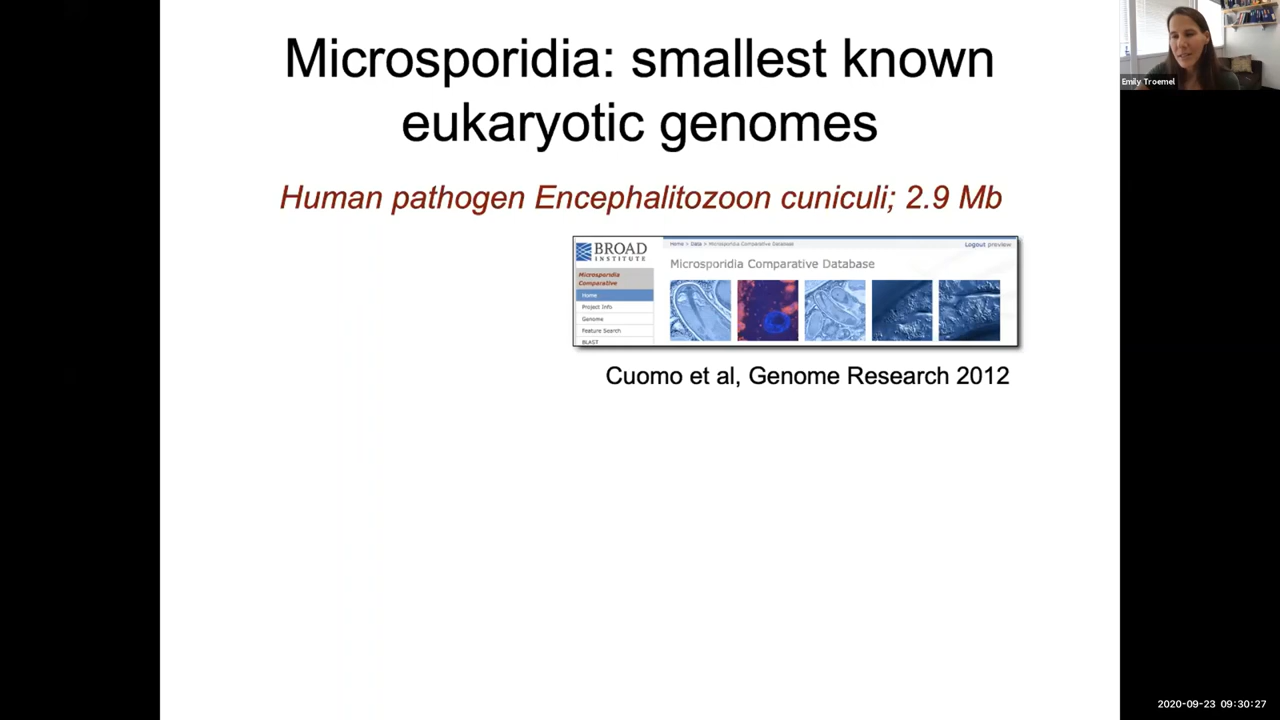 Microsporidia: smallest known
eukaryotic genomes
Emily Troemel
Human pathogen Encephalitozoon cuniculi; 2.9 Mb
BROAD
INSTITUTE
Home > Data > Microsporidia Comparative Database
Logout preview
Microsporidia Comparative Database
Microsporidia
Comparative
Home
Project Info
Genome
Feature Search
BLAST
Cuomo et al, Genome Research 2012
2020-09-23 09:30:27